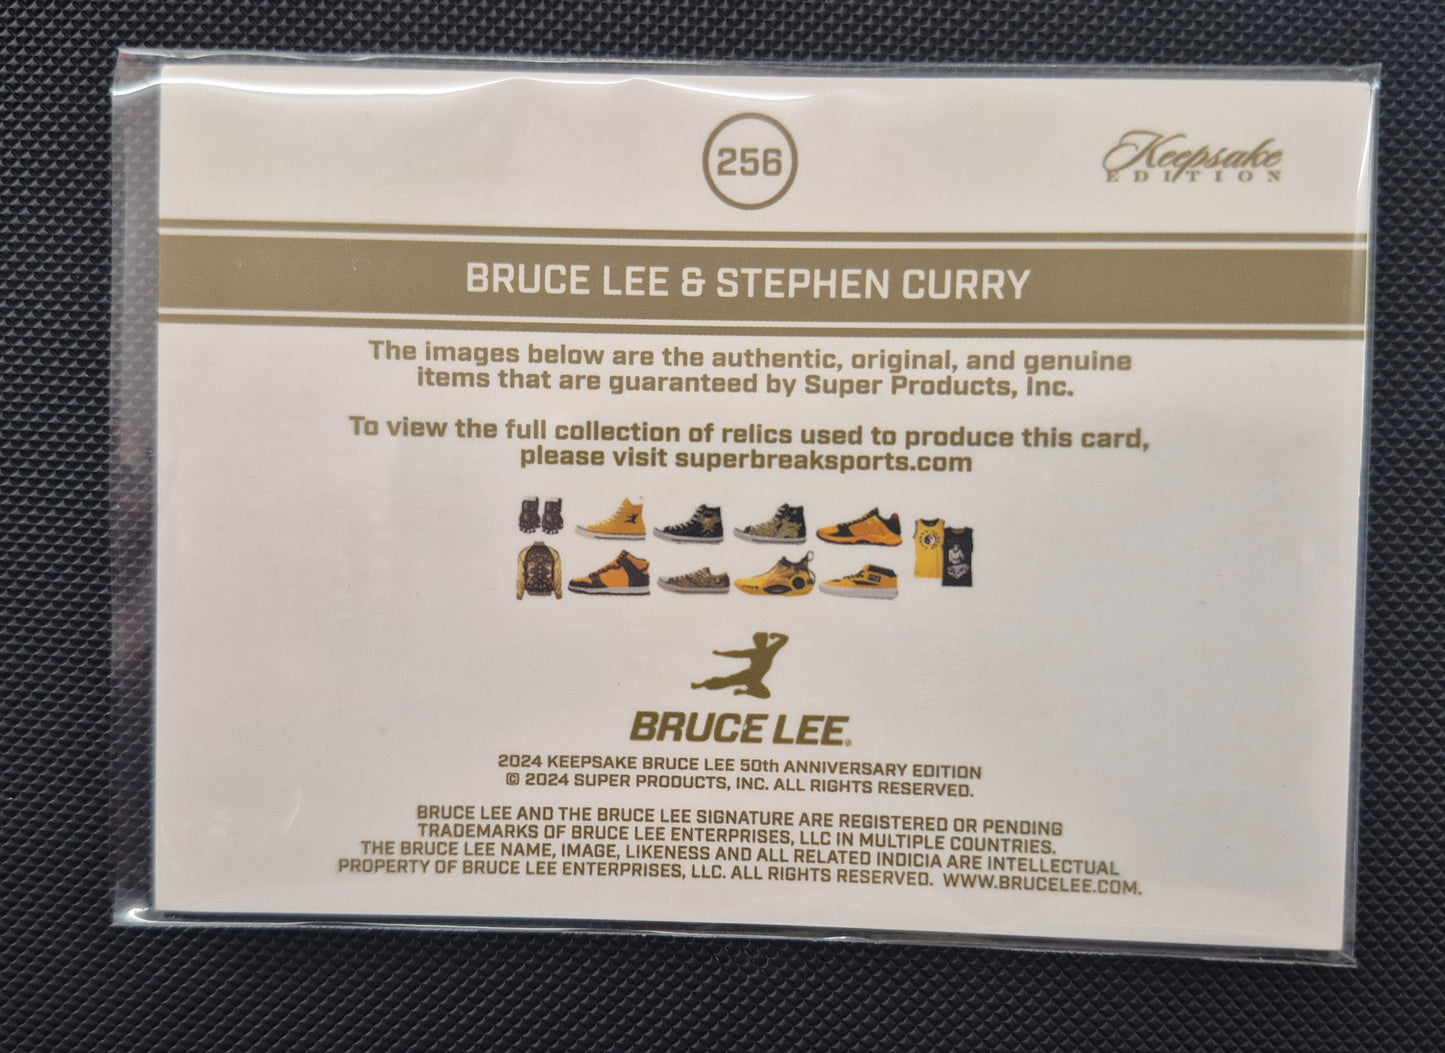 256
Keepsake
EDITION
BRUCE LEE & STEPHEN CURRY
The images below are the authentic, original, and genuine
items that are guaranteed by Super Products, Inc.
To view the full collection of relics used to produce this card,
please visit superbreaksports.com
BRUCE LEE®
2024 KEEPSAKE BRUCE LEE 50th ANNIVERSARY EDITION
© 2024 SUPER PRODUCTS, INC. ALL RIGHTS RESERVED.
BRUCE LEE AND THE BRUCE LEE SIGNATURE ARE REGISTERED OR PENDING
TRADEMARKS OF BRUCE LEE ENTERPRISES, LLC IN MULTIPLE COUNTRIES.
THE BRUCE LEE NAME, IMAGE, LIKENESS AND ALL RELATED INDICIA ARE INTELLECTUAL
PROPERTY OF BRUCE LEE ENTERPRISES, LLC. ALL RIGHTS RESERVED. WWW.BRUCELEE.COM.